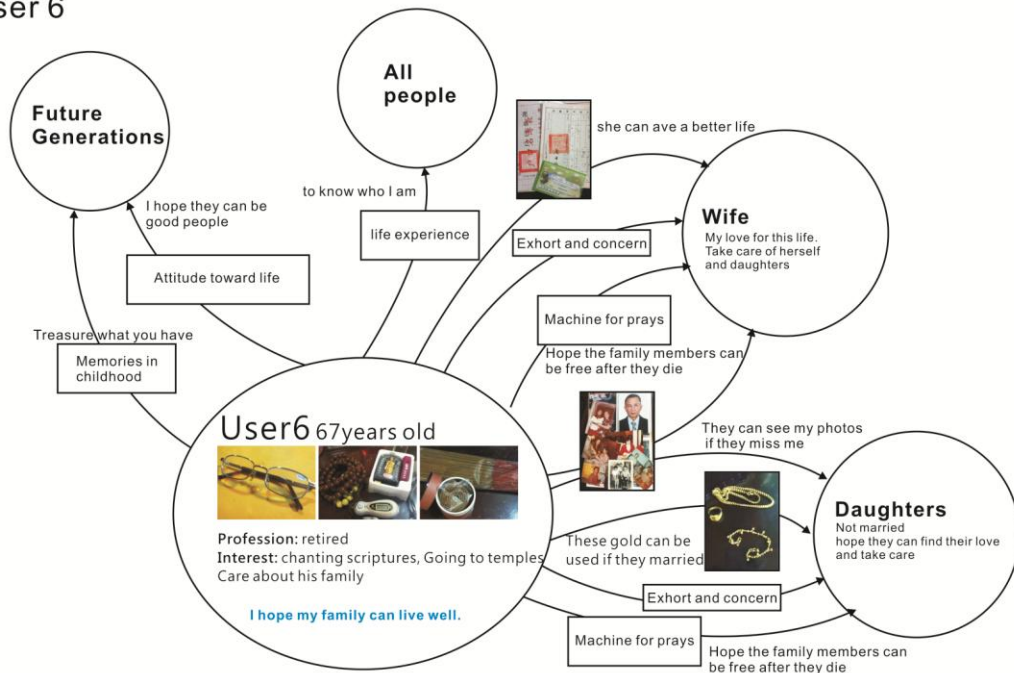 ser 6
Future
Generations
All
people
she can ave a better life
to know who I am
I hope they can be
good people
life experience
Exhort and concern
Wife
My love for this life.
Take care of herself
and daughters
Attitude toward life
Machine for prays
Treasure what you have
Memories in
childhood
Hope the family members can
be free after they die
User6 67years old
They can see my photos
if they miss me
Daughters
Not married
hope they can find their love
and take care
Profession: retired
Interest: chanting scriptures, Going to temples
Care about his family
These gold can be
used if they married
I hope my family can live well.
Exhort and concern
Machine for prays
Hope the family members can
be free after they die